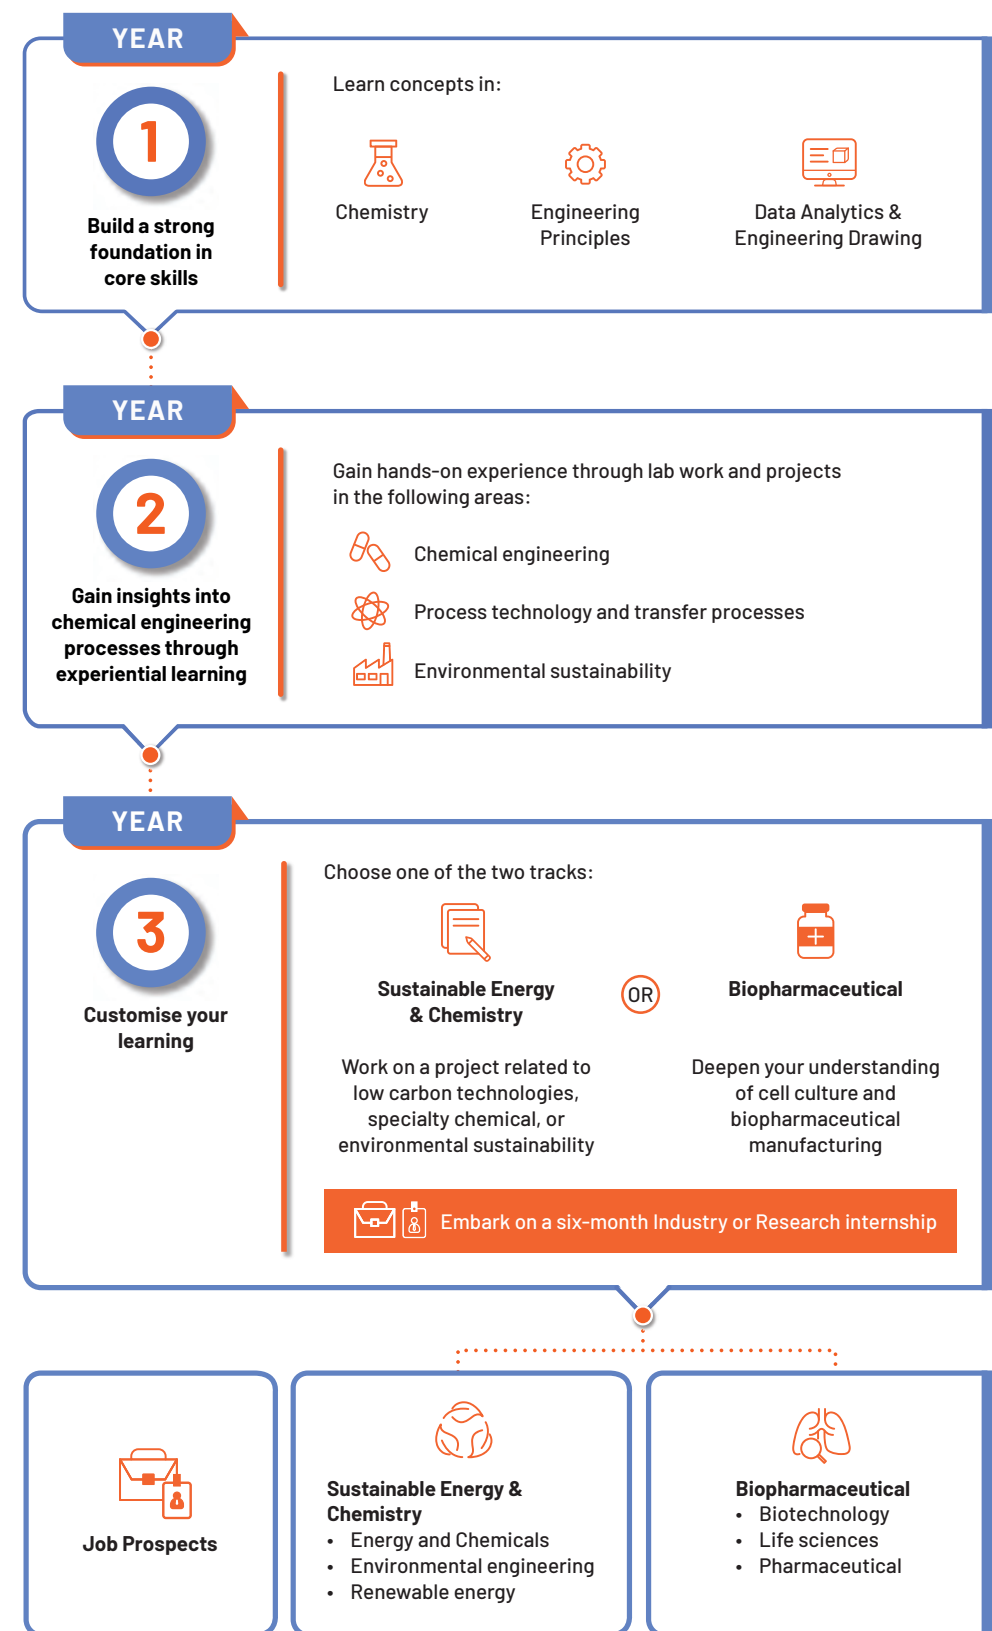 YEAR
1
Build a strong
foundation in
core skills
Learn concepts in:
Chemistry
Engineering
Principles
Data Analytics &
Engineering Drawing
YEAR
2
Gain insights into
chemical engineering
processes through
experiential learning
Gain hands-on experience through lab work and projects
in the following areas:
Chemical engineering
Process technology and transfer processes
Environmental sustainability
YEAR
3
Customise your
learning
Choose one of the two tracks:
Sustainable Energy
& Chemistry
OR
Biopharmaceutical
Work on a project related to
low carbon technologies,
specialty chemical, or
environmental sustainability
Deepen your understanding
of cell culture and
biopharmaceutical
manufacturing
Embark on a six-month Industry or Research internship
Job Prospects
Sustainable Energy &
Chemistry
• Energy and Chemicals
• Environmental engineering
• Renewable energy
Biopharmaceutical
• Biotechnology
• Life sciences
• Pharmaceutical